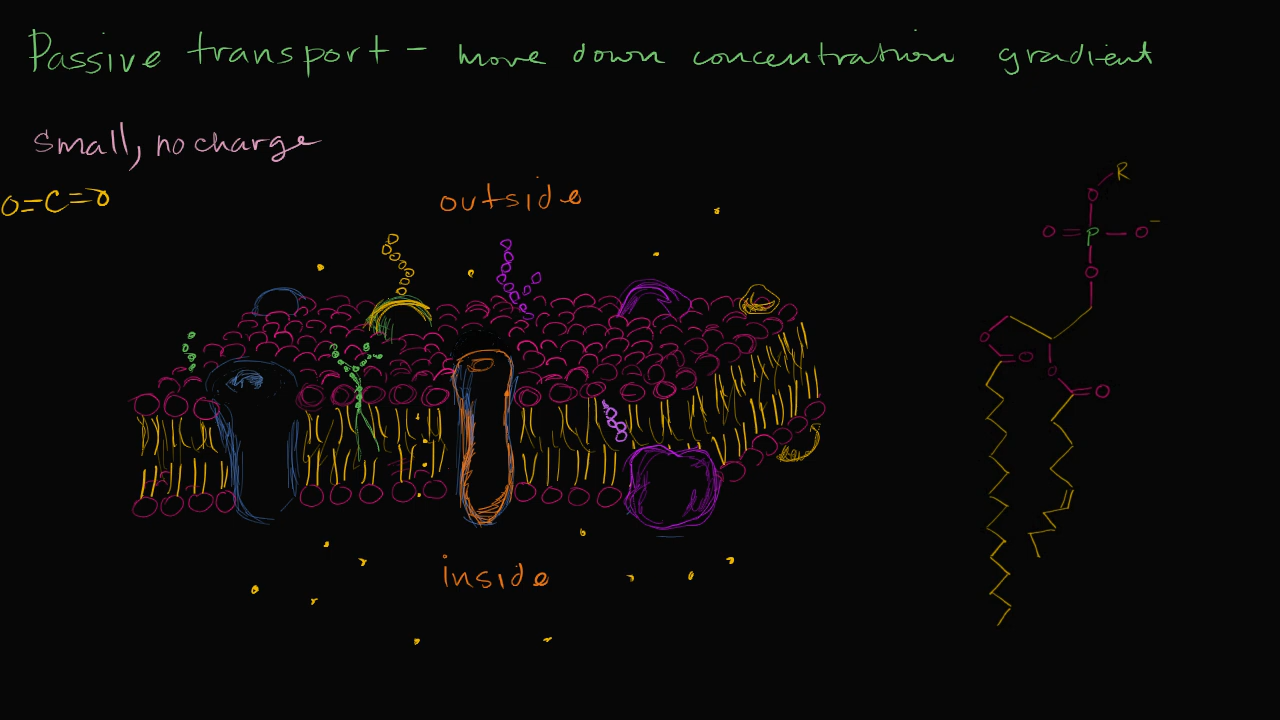 Passive transport - move down concentration gradient
small, no charge
O=C=O
outside
R
O
O=P-O⁻
O
O
O
O
O
inside